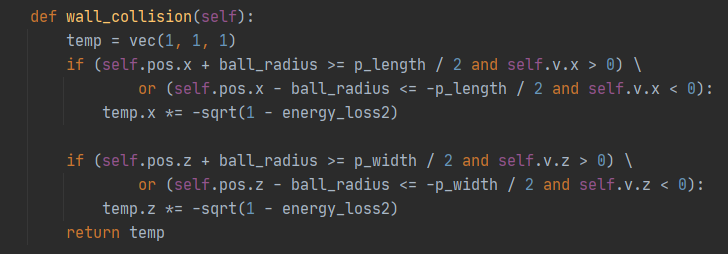 def wall_collision(self):
    temp = vec(1, 1, 1)
    if (self.pos.x + ball_radius >= p_length / 2 and self.v.x > 0) \
            or (self.pos.x - ball_radius <= -p_length / 2 and self.v.x < 0):
        temp.x *= -sqrt(1 - energy_loss2)

    if (self.pos.z + ball_radius >= p_width / 2 and self.v.z > 0) \
            or (self.pos.z - ball_radius <= -p_width / 2 and self.v.z < 0):
        temp.z *= -sqrt(1 - energy_loss2)
    return temp